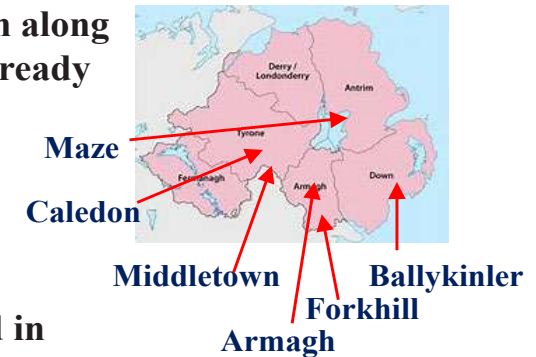 n along
ready
Derry /
Londonderry
Antrim
Maze
Tyrone
Fermanagh
Armagh
Down
Caledon
Middletown
Ballykinler
Forkhill
l in
Armagh